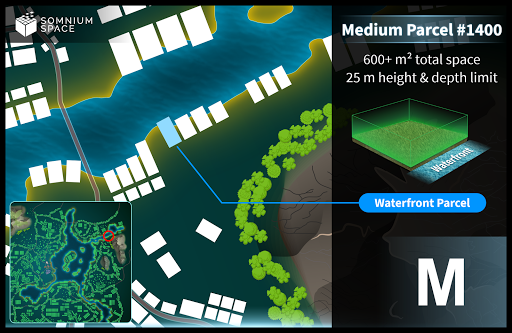 SOMNIUM
SPACE
Medium Parcel #1400
600+ m² total space
25 m height & depth limit
Waterfront
Waterfront Parcel
M